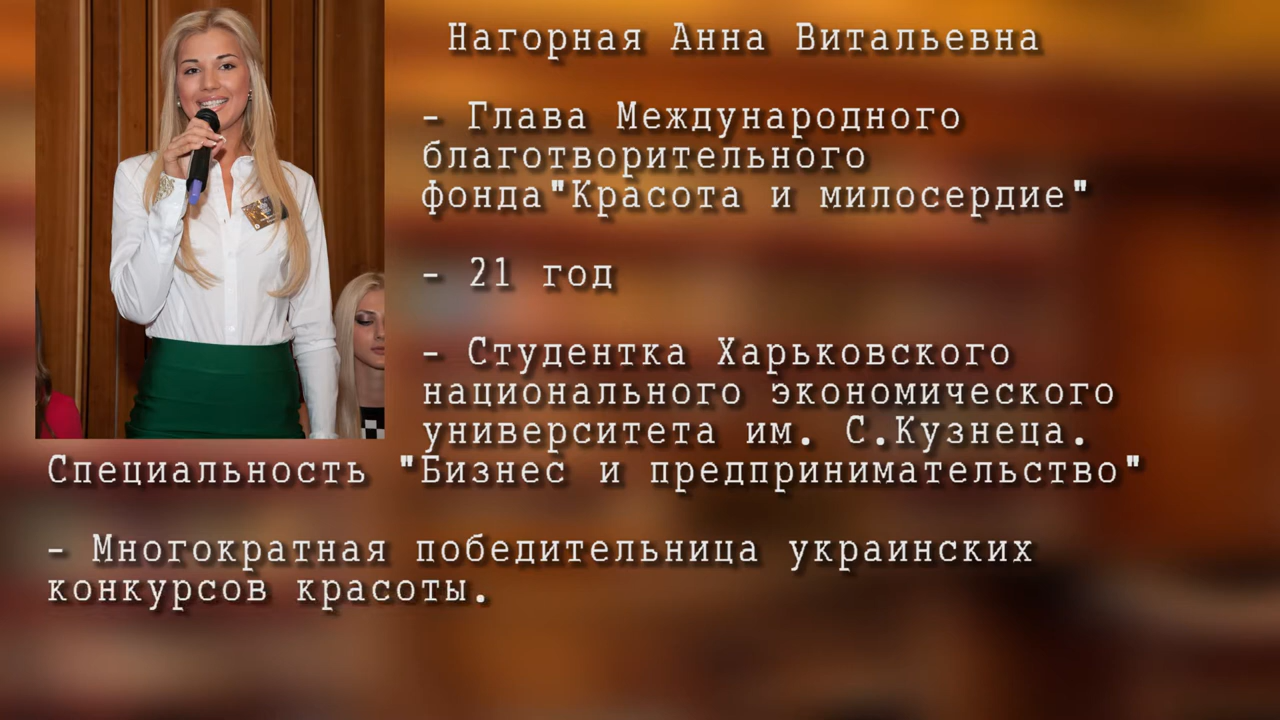 Нагорная Анна Витальевна
- Глава Международного
благотворительного
фонда"Красота и милосердие"
- 21 год
- Студентка Харьковского
национального экономического
университета им. С.Кузнеца.
Специальность "Бизнес и предпринимательство"
- Многократная победительница украинских
конкурсов красоты.